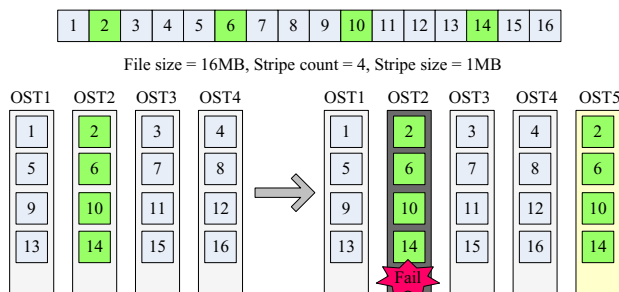 1 2 3 4 5 6 7 8 9 10 11 12 13 14 15 16
File size = 16MB, Stripe count = 4, Stripe size = 1MB
OST1 OST2 OST3 OST4 OST1 OST2 OST3 OST4 OST5
1 2 3 4 1 2 3 4 2
5 6 7 8 5 6 7 8 6
9 10 11 12 9 10 11 12 10
13 14 15 16 13 14 15 16 14
Fail